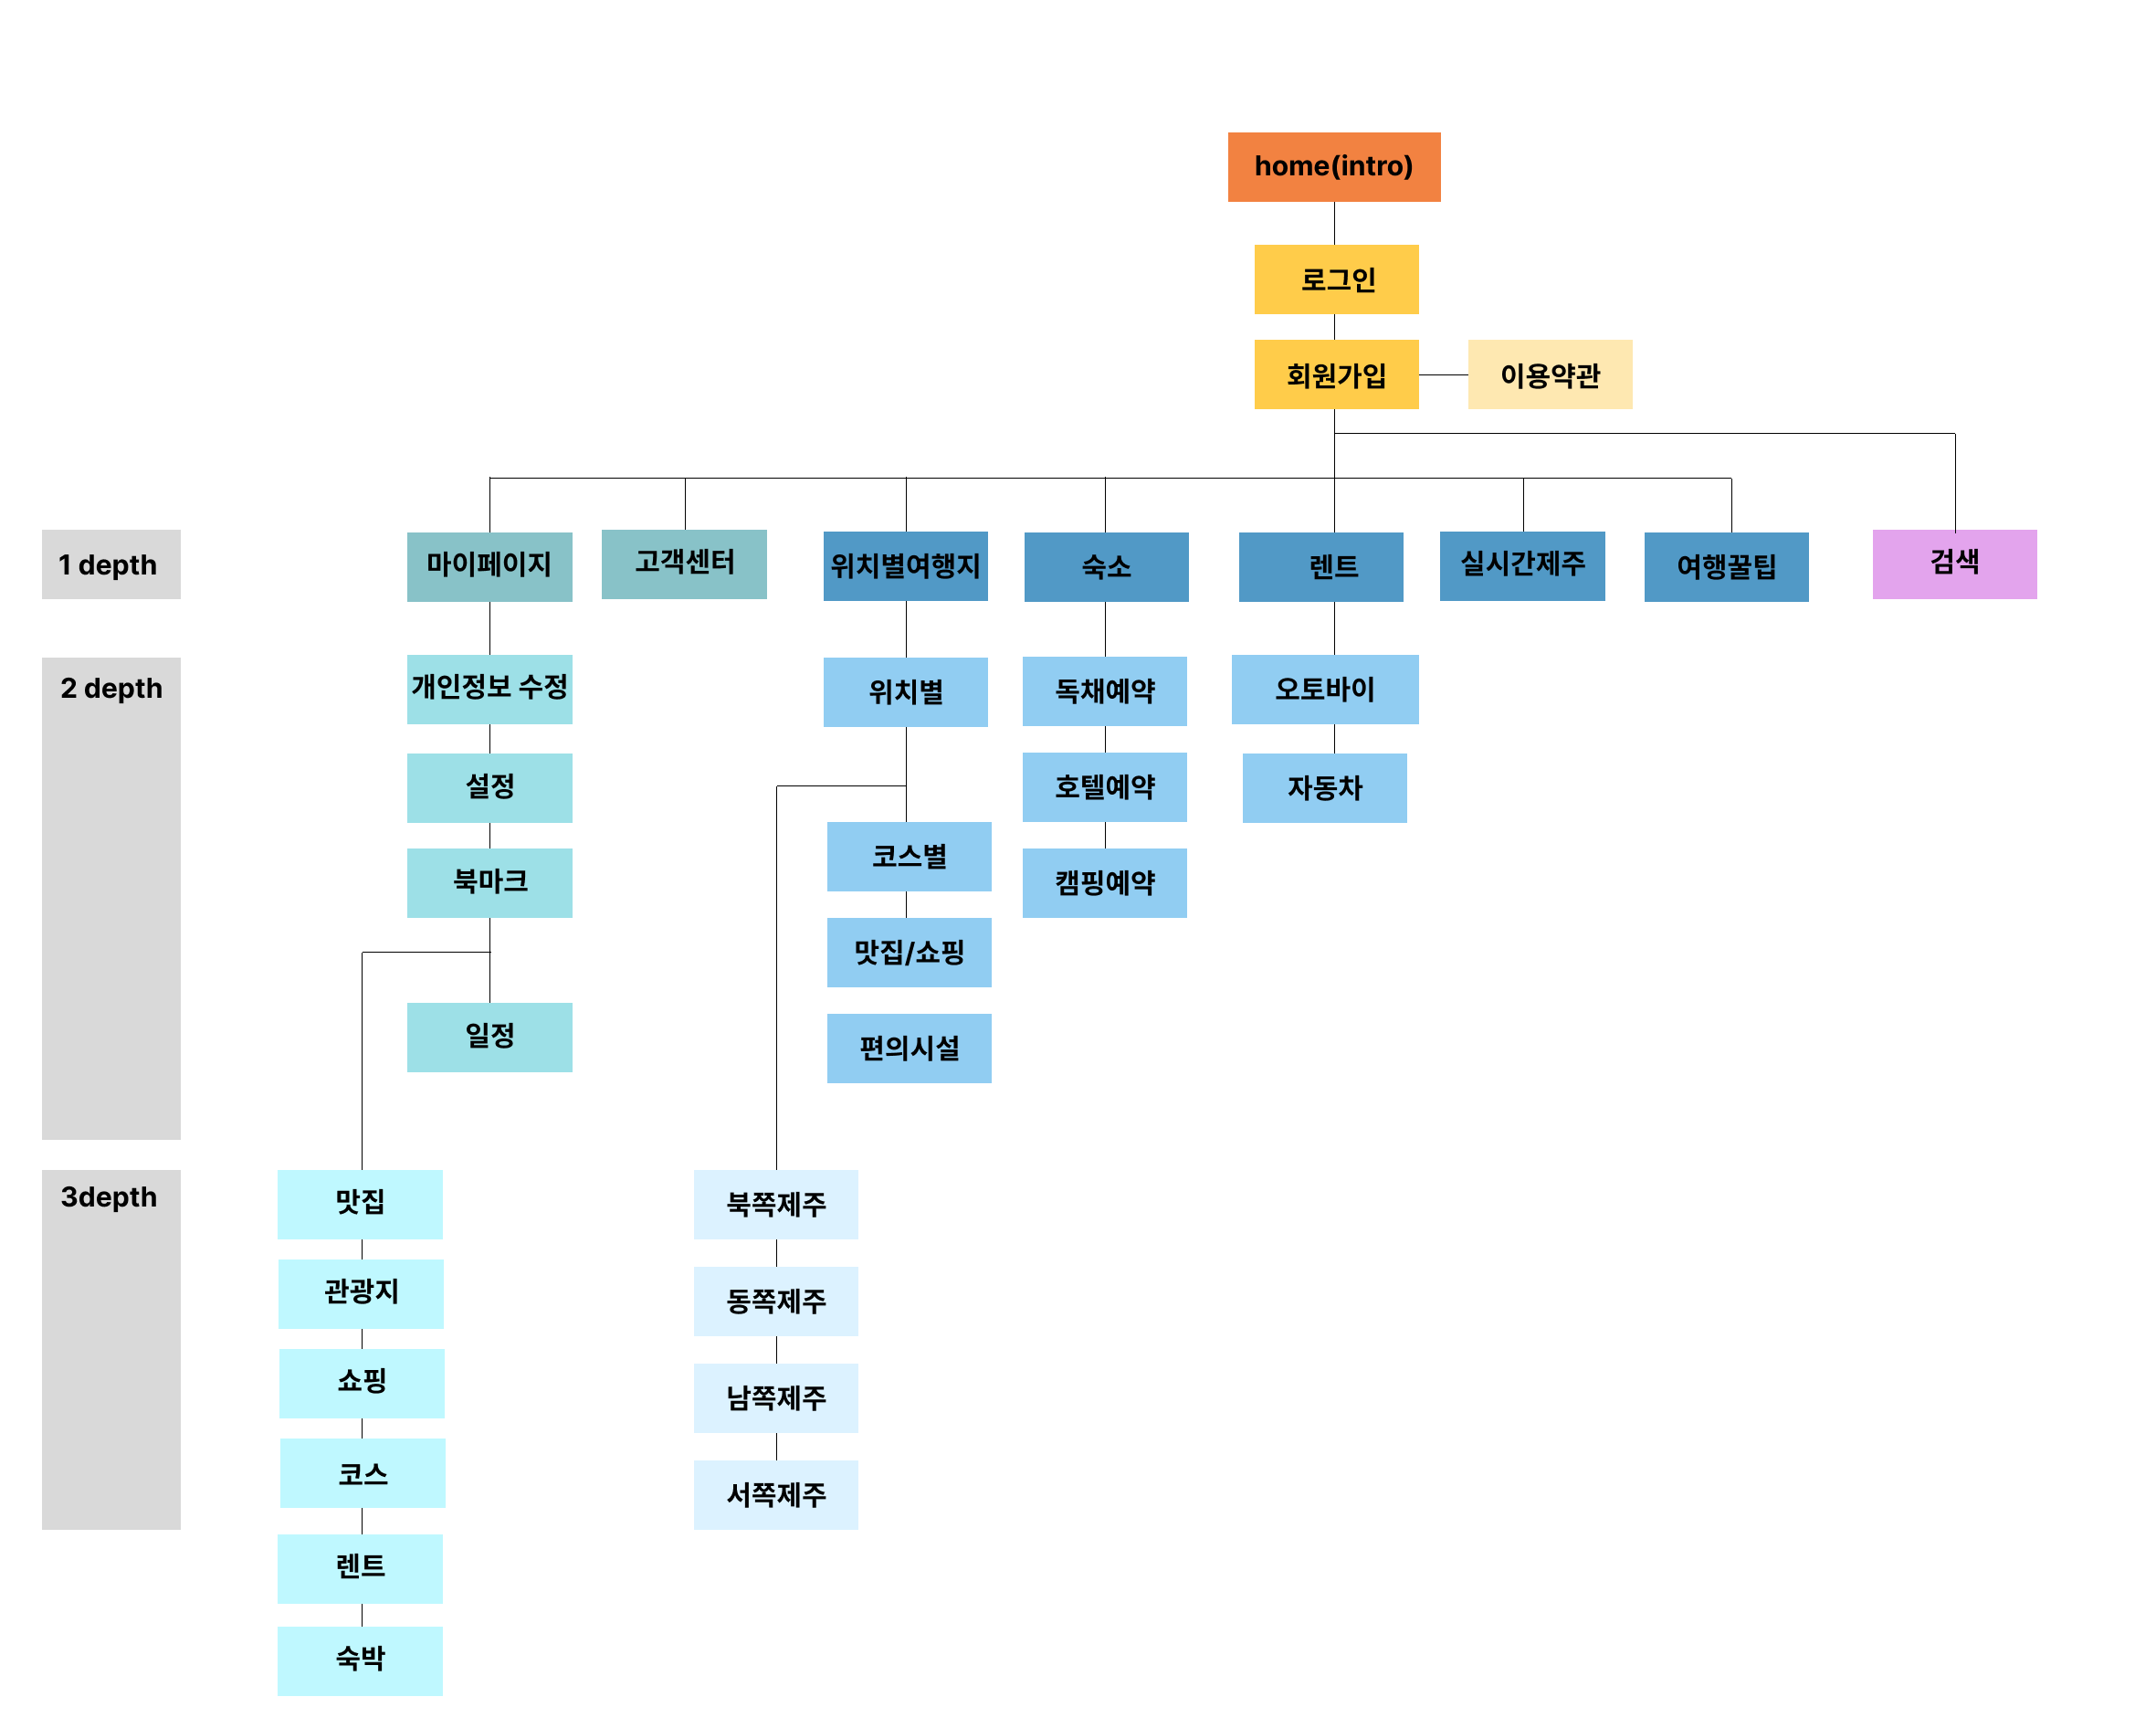 home(intro)
로그인
회원가입
이용약관
1 depth
마이페이지
고객센터
위치별여행지
숙소
렌트
실시간제주
여행꿀팁
검색
2 depth
개인정보 수정
위치별
독채예약
오토바이
설정
호텔예약
자동차
코스별
북마크
캠핑예약
맛집/쇼핑
일정
편의시설
3depth
맛집
북쪽제주
관광지
동쪽제주
쇼핑
남쪽제주
코스
서쪽제주
렌트
숙박